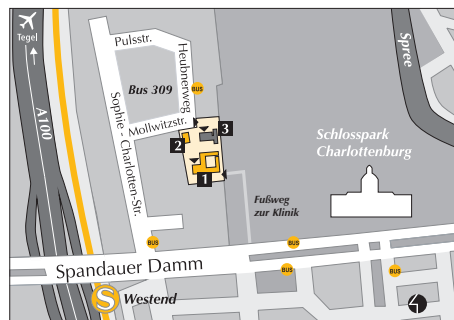 Tegel
A100
Pulsstr.
Heubnerweg
Bus 309
BUS
Sophie - Charlotten-Str.
Mollwitzstr.
3
2
1
Spree
Schlosspark
Charlottenburg
Fußweg
zur Klinik
BUS
BUS
Spandauer Damm
BUS
BUS
S
Westend